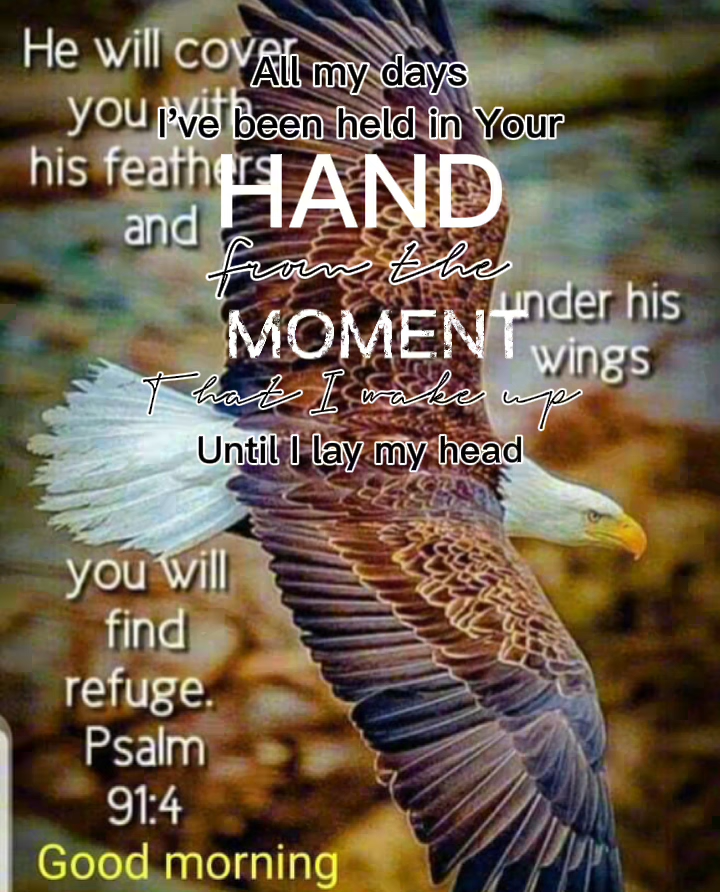 He will cover
you with
his feathers
and
under his
wings
you will
find
refuge.
Psalm
91:4
Good morning
All my days
I've been held in Your
HAND
from the
MOMENT
That I wake up
Until I lay my head